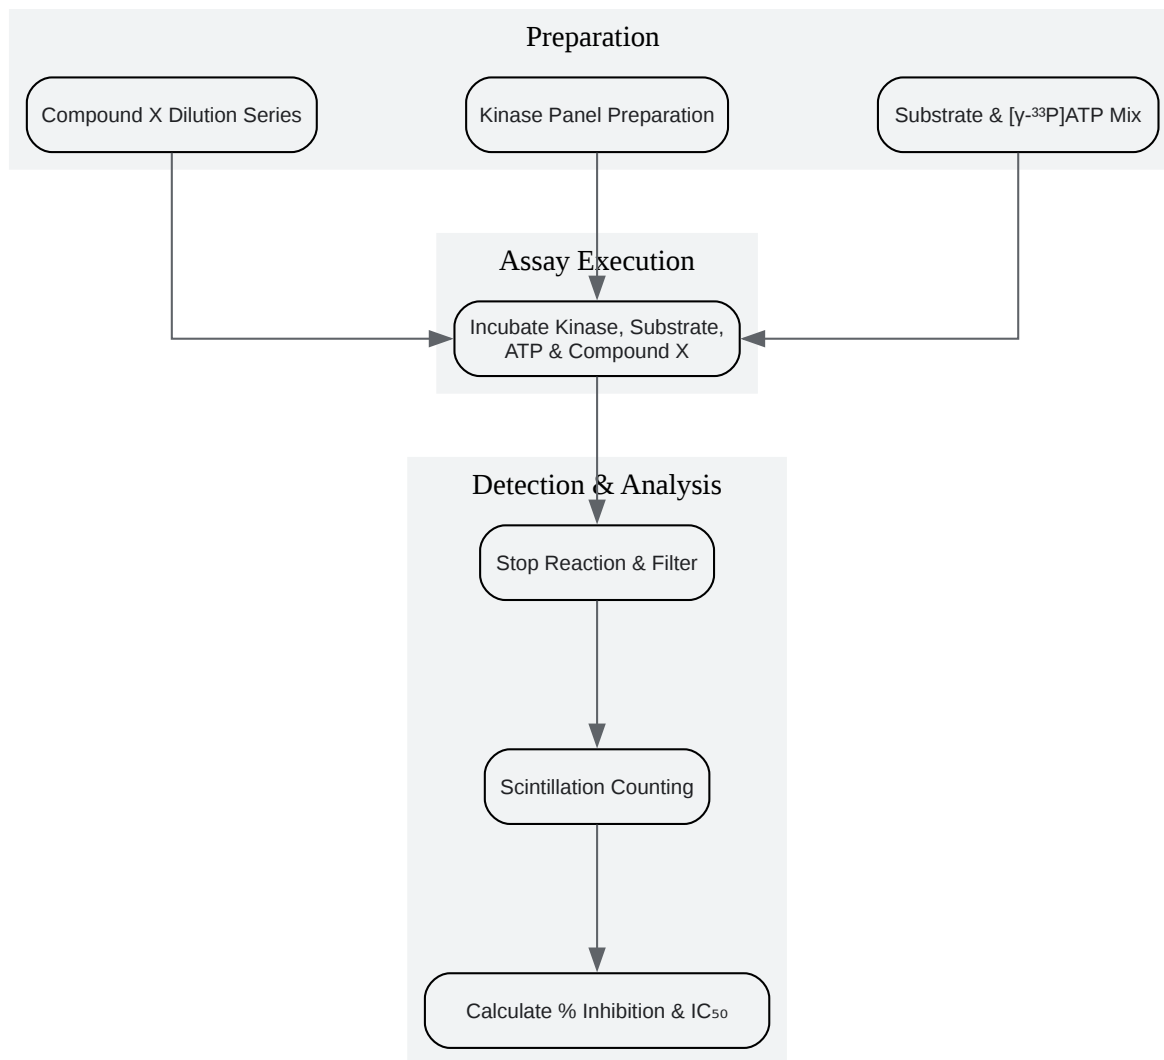 Preparation
Compound X Dilution Series
Kinase Panel Preparation
Substrate & [γ-³³P]ATP Mix
Assay Execution
Incubate Kinase, Substrate,
ATP & Compound X
Detection & Analysis
Stop Reaction & Filter
Scintillation Counting
Calculate % Inhibition & IC₅₀